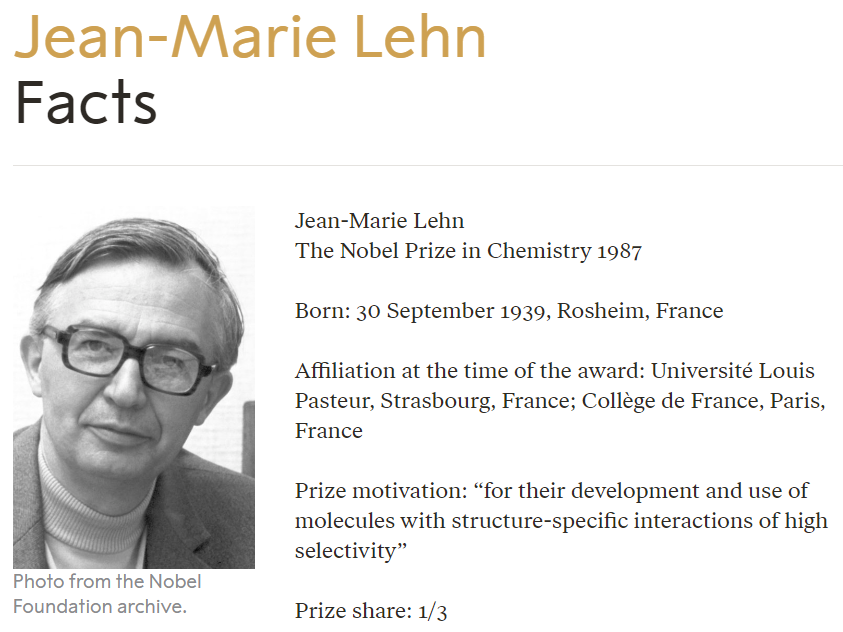 Jean-Marie Lehn
Facts
Jean-Marie Lehn
The Nobel Prize in Chemistry 1987
Born: 30 September 1939, Rosheim, France
Affiliation at the time of the award: Université Louis
Pasteur, Strasbourg, France; Collège de France, Paris,
France
Prize motivation: “for their development and use of
molecules with structure-specific interactions of high
selectivity”
Prize share: 1/3
Photo from the Nobel
Foundation archive.